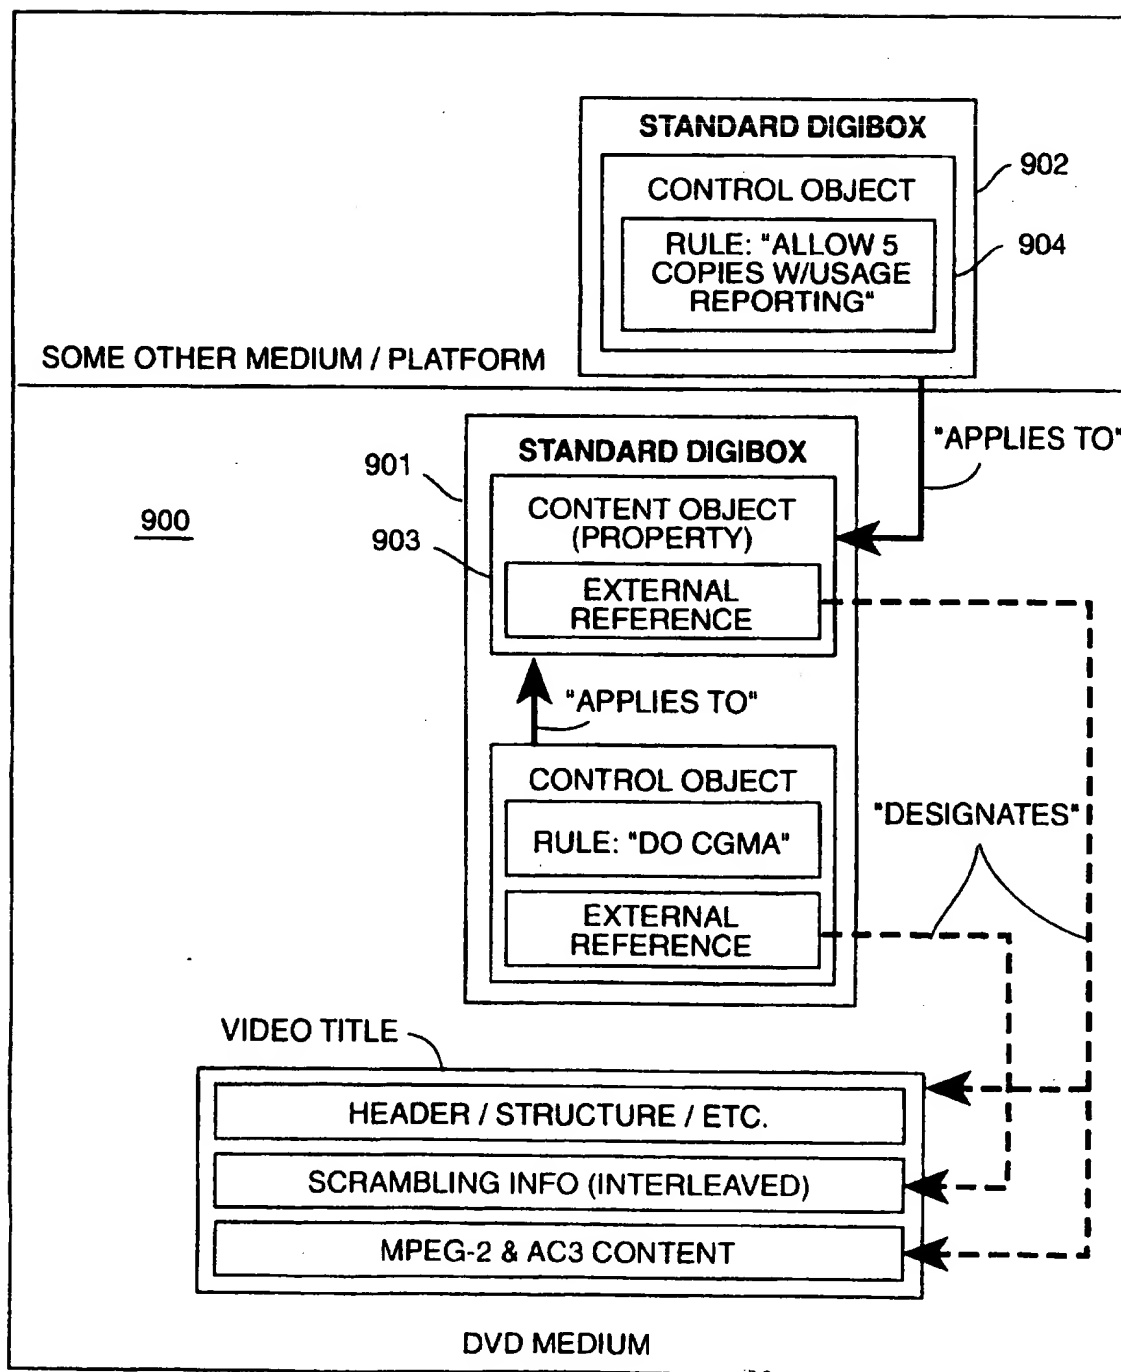 STANDARD DIGIBOX
902
CONTROL OBJECT
904
RULE: "ALLOW 5
COPIES W/USAGE
REPORTING"
SOME OTHER MEDIUM / PLATFORM
"APPLIES TO"
STANDARD DIGIBOX
901
CONTENT OBJECT
(PROPERTY)
900
903
EXTERNAL
REFERENCE
"APPLIES TO"
CONTROL OBJECT
"DESIGNATES"
RULE: "DO CGMA"
EXTERNAL
REFERENCE
VIDEO TITLE
HEADER / STRUCTURE / ETC.
SCRAMBLING INFO (INTERLEAVED)
MPEG-2 & AC3 CONTENT
DVD MEDIUM